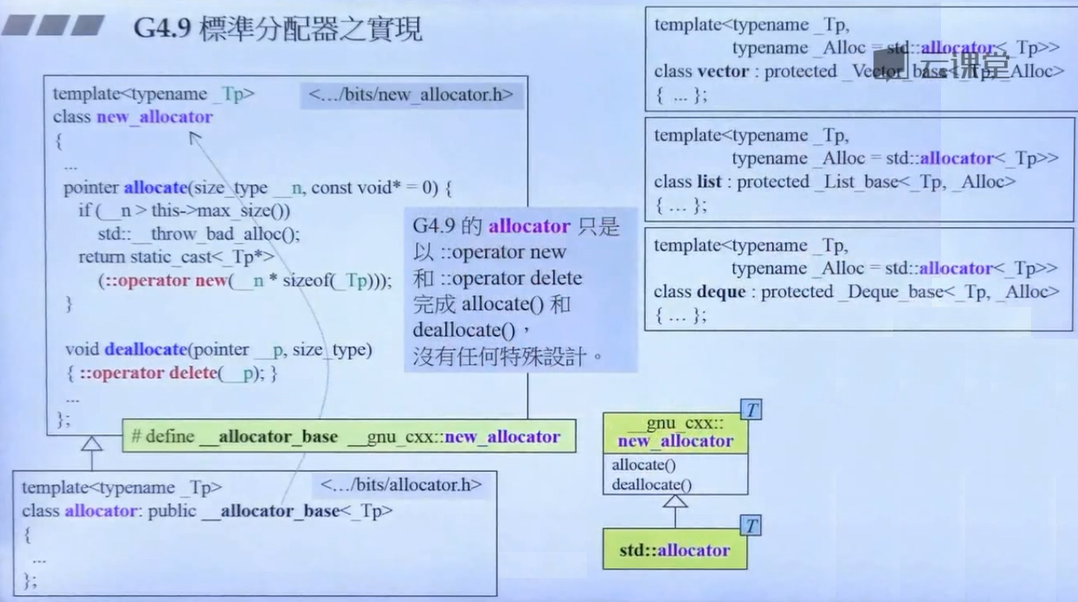 G4.9 標準分配器之實現
template<typename _Tp>
<.../bits/new_allocator.h>
class new_allocator
{
...
pointer allocate(size_type __n, const void* = 0) {
if (__n > this->max_size())
std::__throw_bad_alloc();
return static_cast<_Tp*>
(::operator new(__n * sizeof(_Tp)));
}
void deallocate(pointer __p, size_type)
{ ::operator delete(__p); }
...
};
G4.9 的 allocator 只是
以 ::operator new
和 ::operator delete
完成 allocate() 和
deallocate()，
沒有任何特殊設計。
# define __allocator_base __gnu_cxx::new_allocator
template<typename _Tp>
<.../bits/allocator.h>
class allocator: public __allocator_base<_Tp>
{
...
};
template<typename _Tp,
typename _Alloc = std::allocator<_Tp>>
class vector : protected _Vector_base<_Tp, _Alloc>
{ ... };
云课堂
template<typename _Tp,
typename _Alloc = std::allocator<_Tp>>
class list : protected _List_base<_Tp, _Alloc>
{ ... };
template<typename _Tp,
typename _Alloc = std::allocator<_Tp>>
class deque : protected _Deque_base<_Tp, _Alloc>
{ ... };
T
__gnu_cxx::
new_allocator
allocate()
deallocate()
T
std::allocator